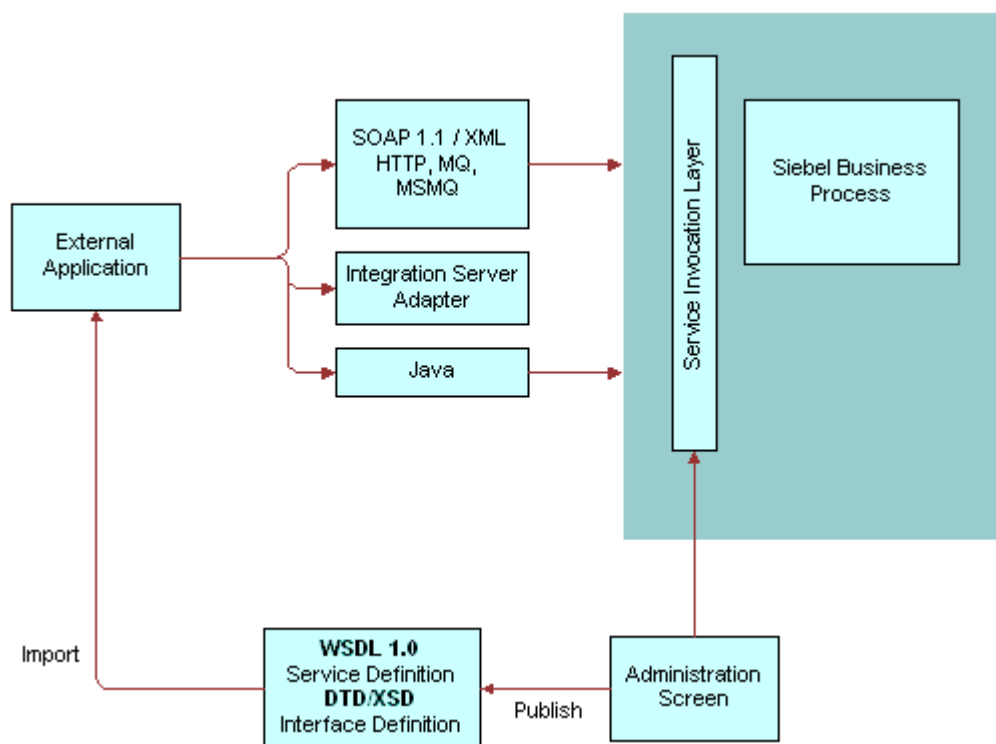 SOAP 1.1 / XML
HTTP, MQ,
MSMQ
Service Invocation Layer
Siebel Business
Process
External
Application
Integration Server
Adapter
Java
Import
WSDL 1.0
Service Definition
DTD/XSD
Interface Definition
Publish
Administration
Screen